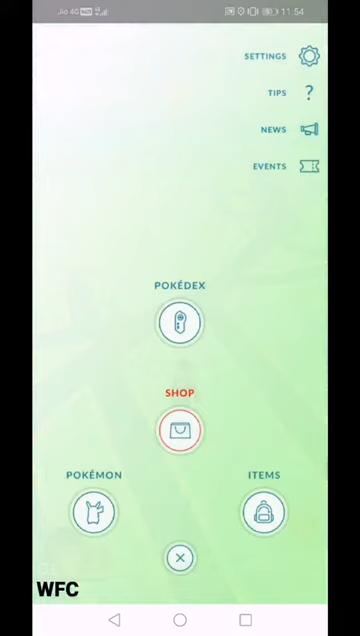 Jio 4G 11:54
SETTINGS
TIPS ?
NEWS
EVENTS
POKÉDEX
SHOP
POKÉMON ITEMS
WFC